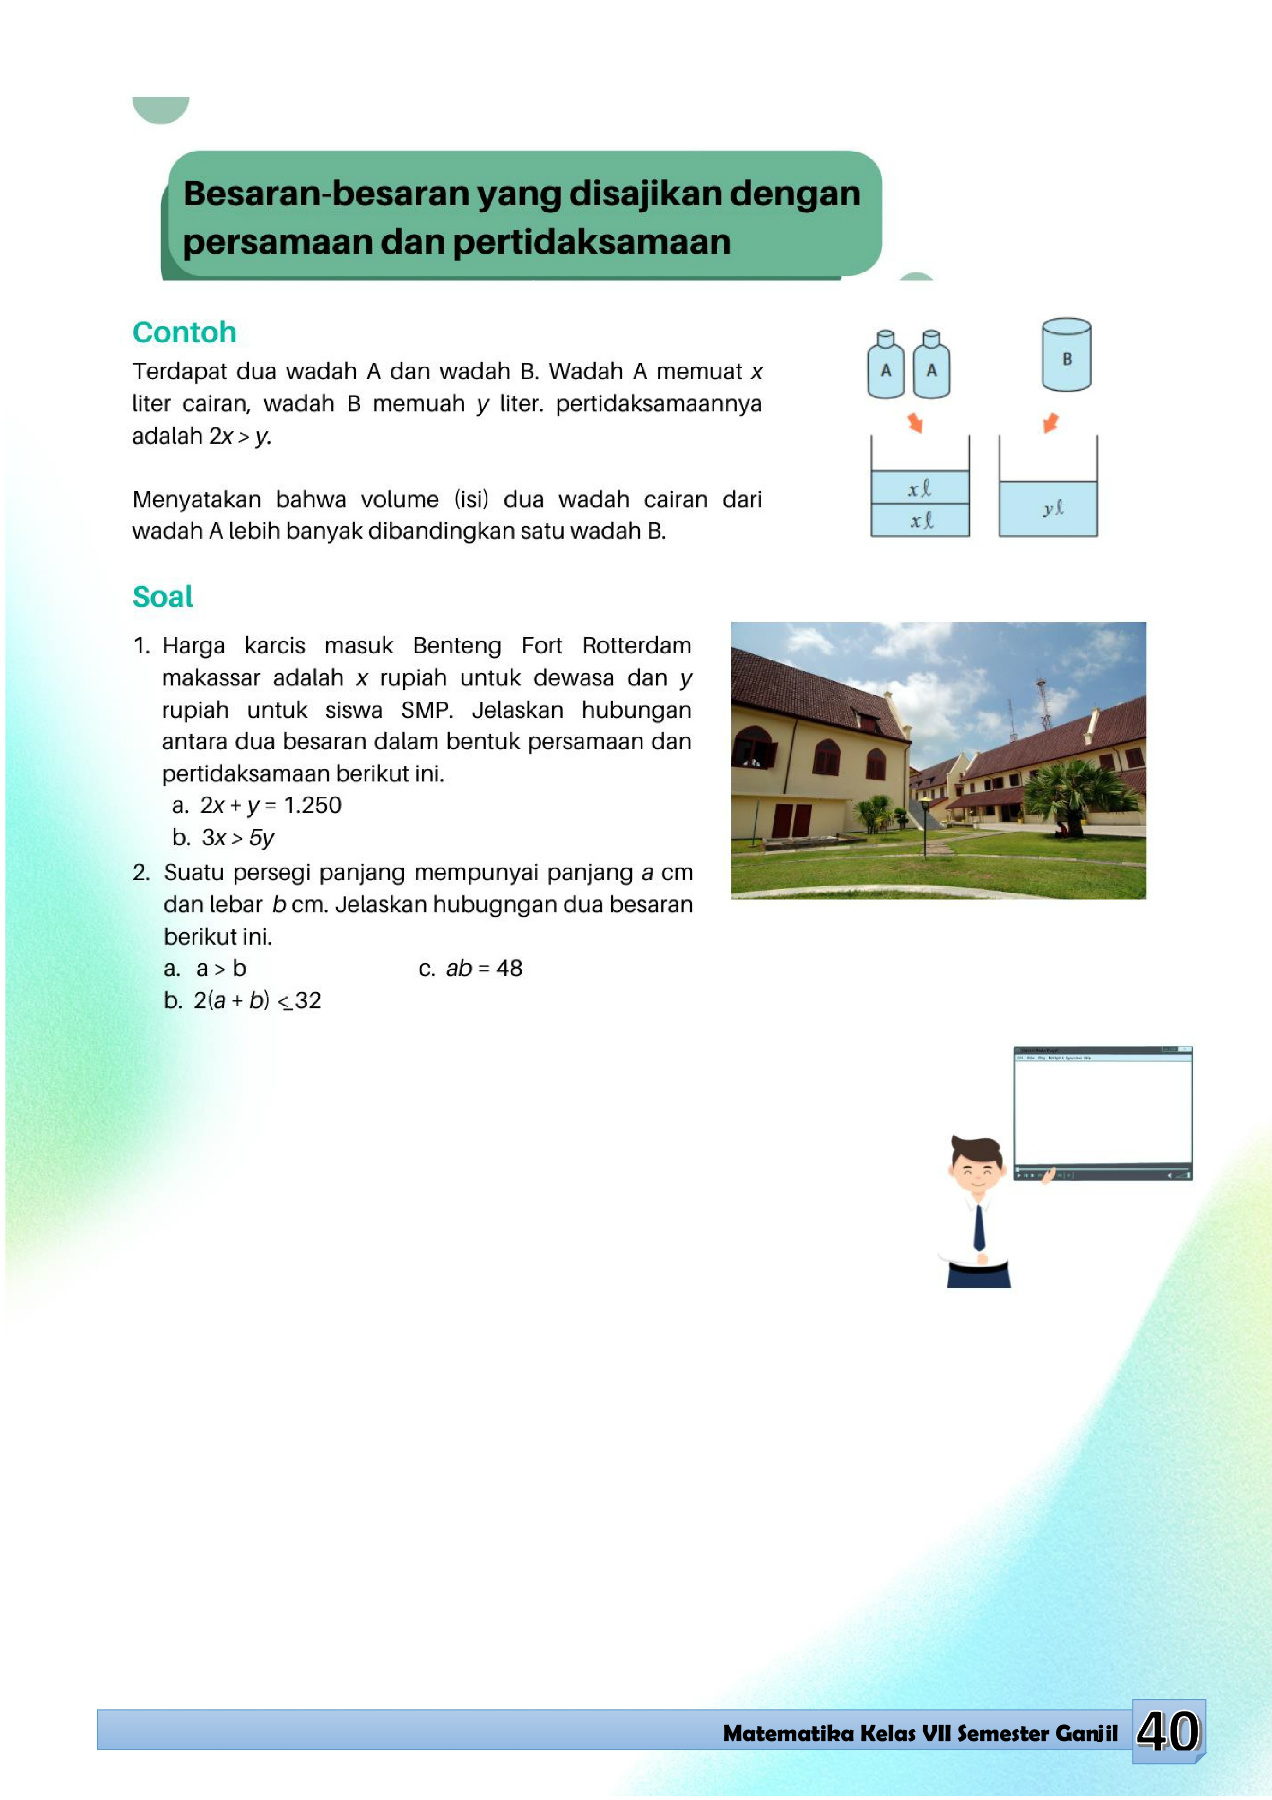 Besaran-besaran yang disajikan dengan
persamaan dan pertidaksamaan
Contoh
Terdapat dua wadah A dan wadah B. Wadah A memuat x
liter cairan, wadah B memuah y liter. pertidaksamaannya
adalah 2x > y.
Menyatakan bahwa volume (isi) dua wadah cairan dari
wadah A lebih banyak dibandingkan satu wadah B.
A A B
xℓ
xℓ
yℓ
Soal
1. Harga karcis masuk Benteng Fort Rotterdam
makassar adalah x rupiah untuk dewasa dan y
rupiah untuk siswa SMP. Jelaskan hubungan
antara dua besaran dalam bentuk persamaan dan
pertidaksamaan berikut ini.
a. 2x + y = 1.250
b. 3x > 5y
2. Suatu persegi panjang mempunyai panjang a cm
dan lebar b cm. Jelaskan hubugngan dua besaran
berikut ini.
a. a > b c. ab = 48
b. 2(a + b) ≤ 32
Matematika Kelas VII Semester Ganjil 40